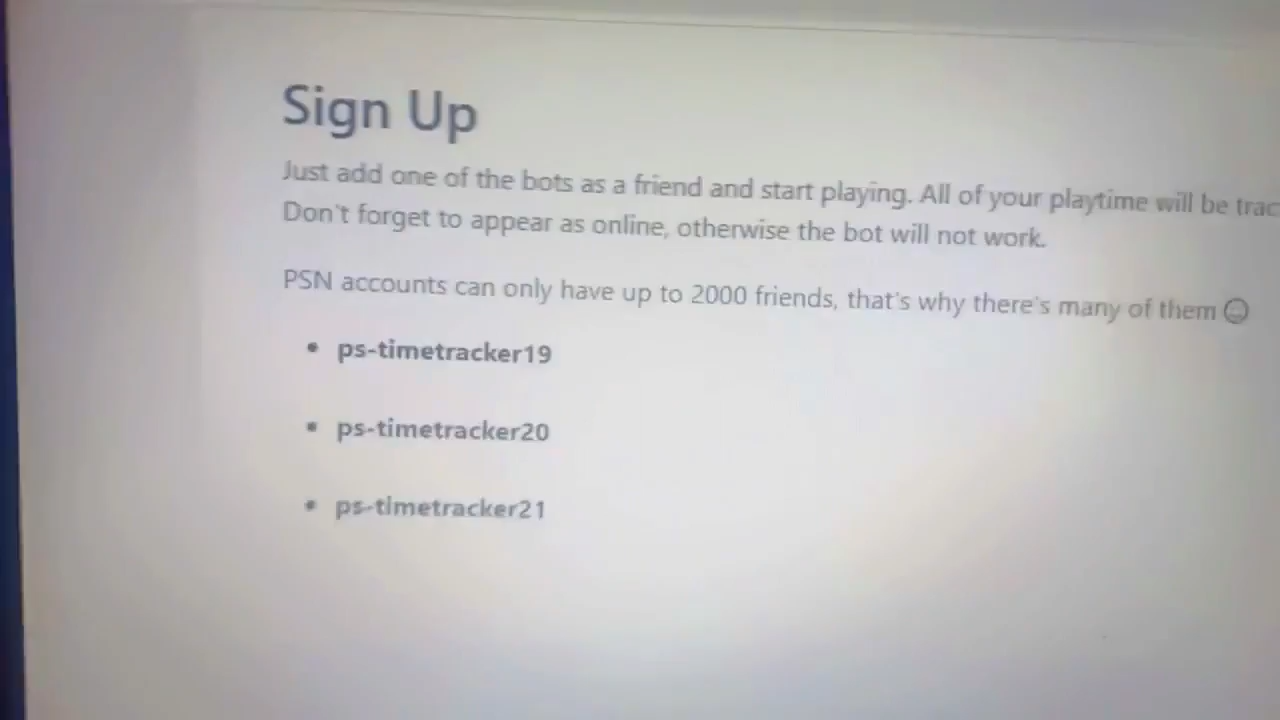 Sign Up
Just add one of the bots as a friend and start playing. All of your playtime will be trac
Don't forget to appear as online, otherwise the bot will not work.
PSN accounts can only have up to 2000 friends, that's why there's many of them
• ps-timetracker19
• ps-timetracker20
• ps-timetracker21